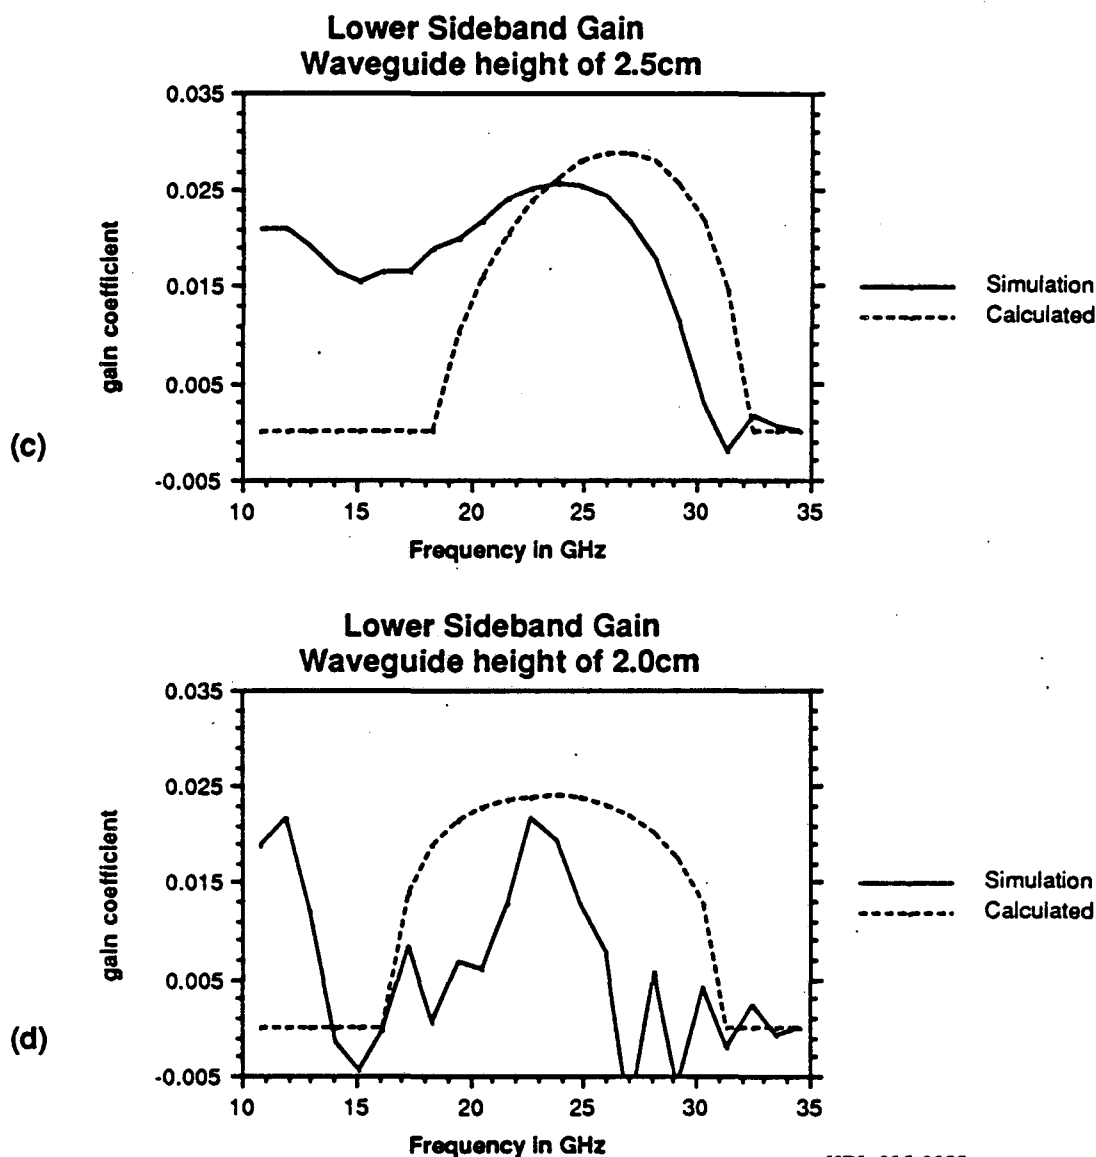 Lower Sideband Gain
Waveguide height of 2.5cm
0.035
0.025
0.015
0.005
-0.005
gain coefficient
10 15 20 25 30 35
Frequency in GHz
Simulation
Calculated
(c)
Lower Sideband Gain
Waveguide height of 2.0cm
0.035
0.025
0.015
0.005
-0.005
gain coefficient
10 15 20 25 30 35
Frequency in GHz
Simulation
Calculated
(d)